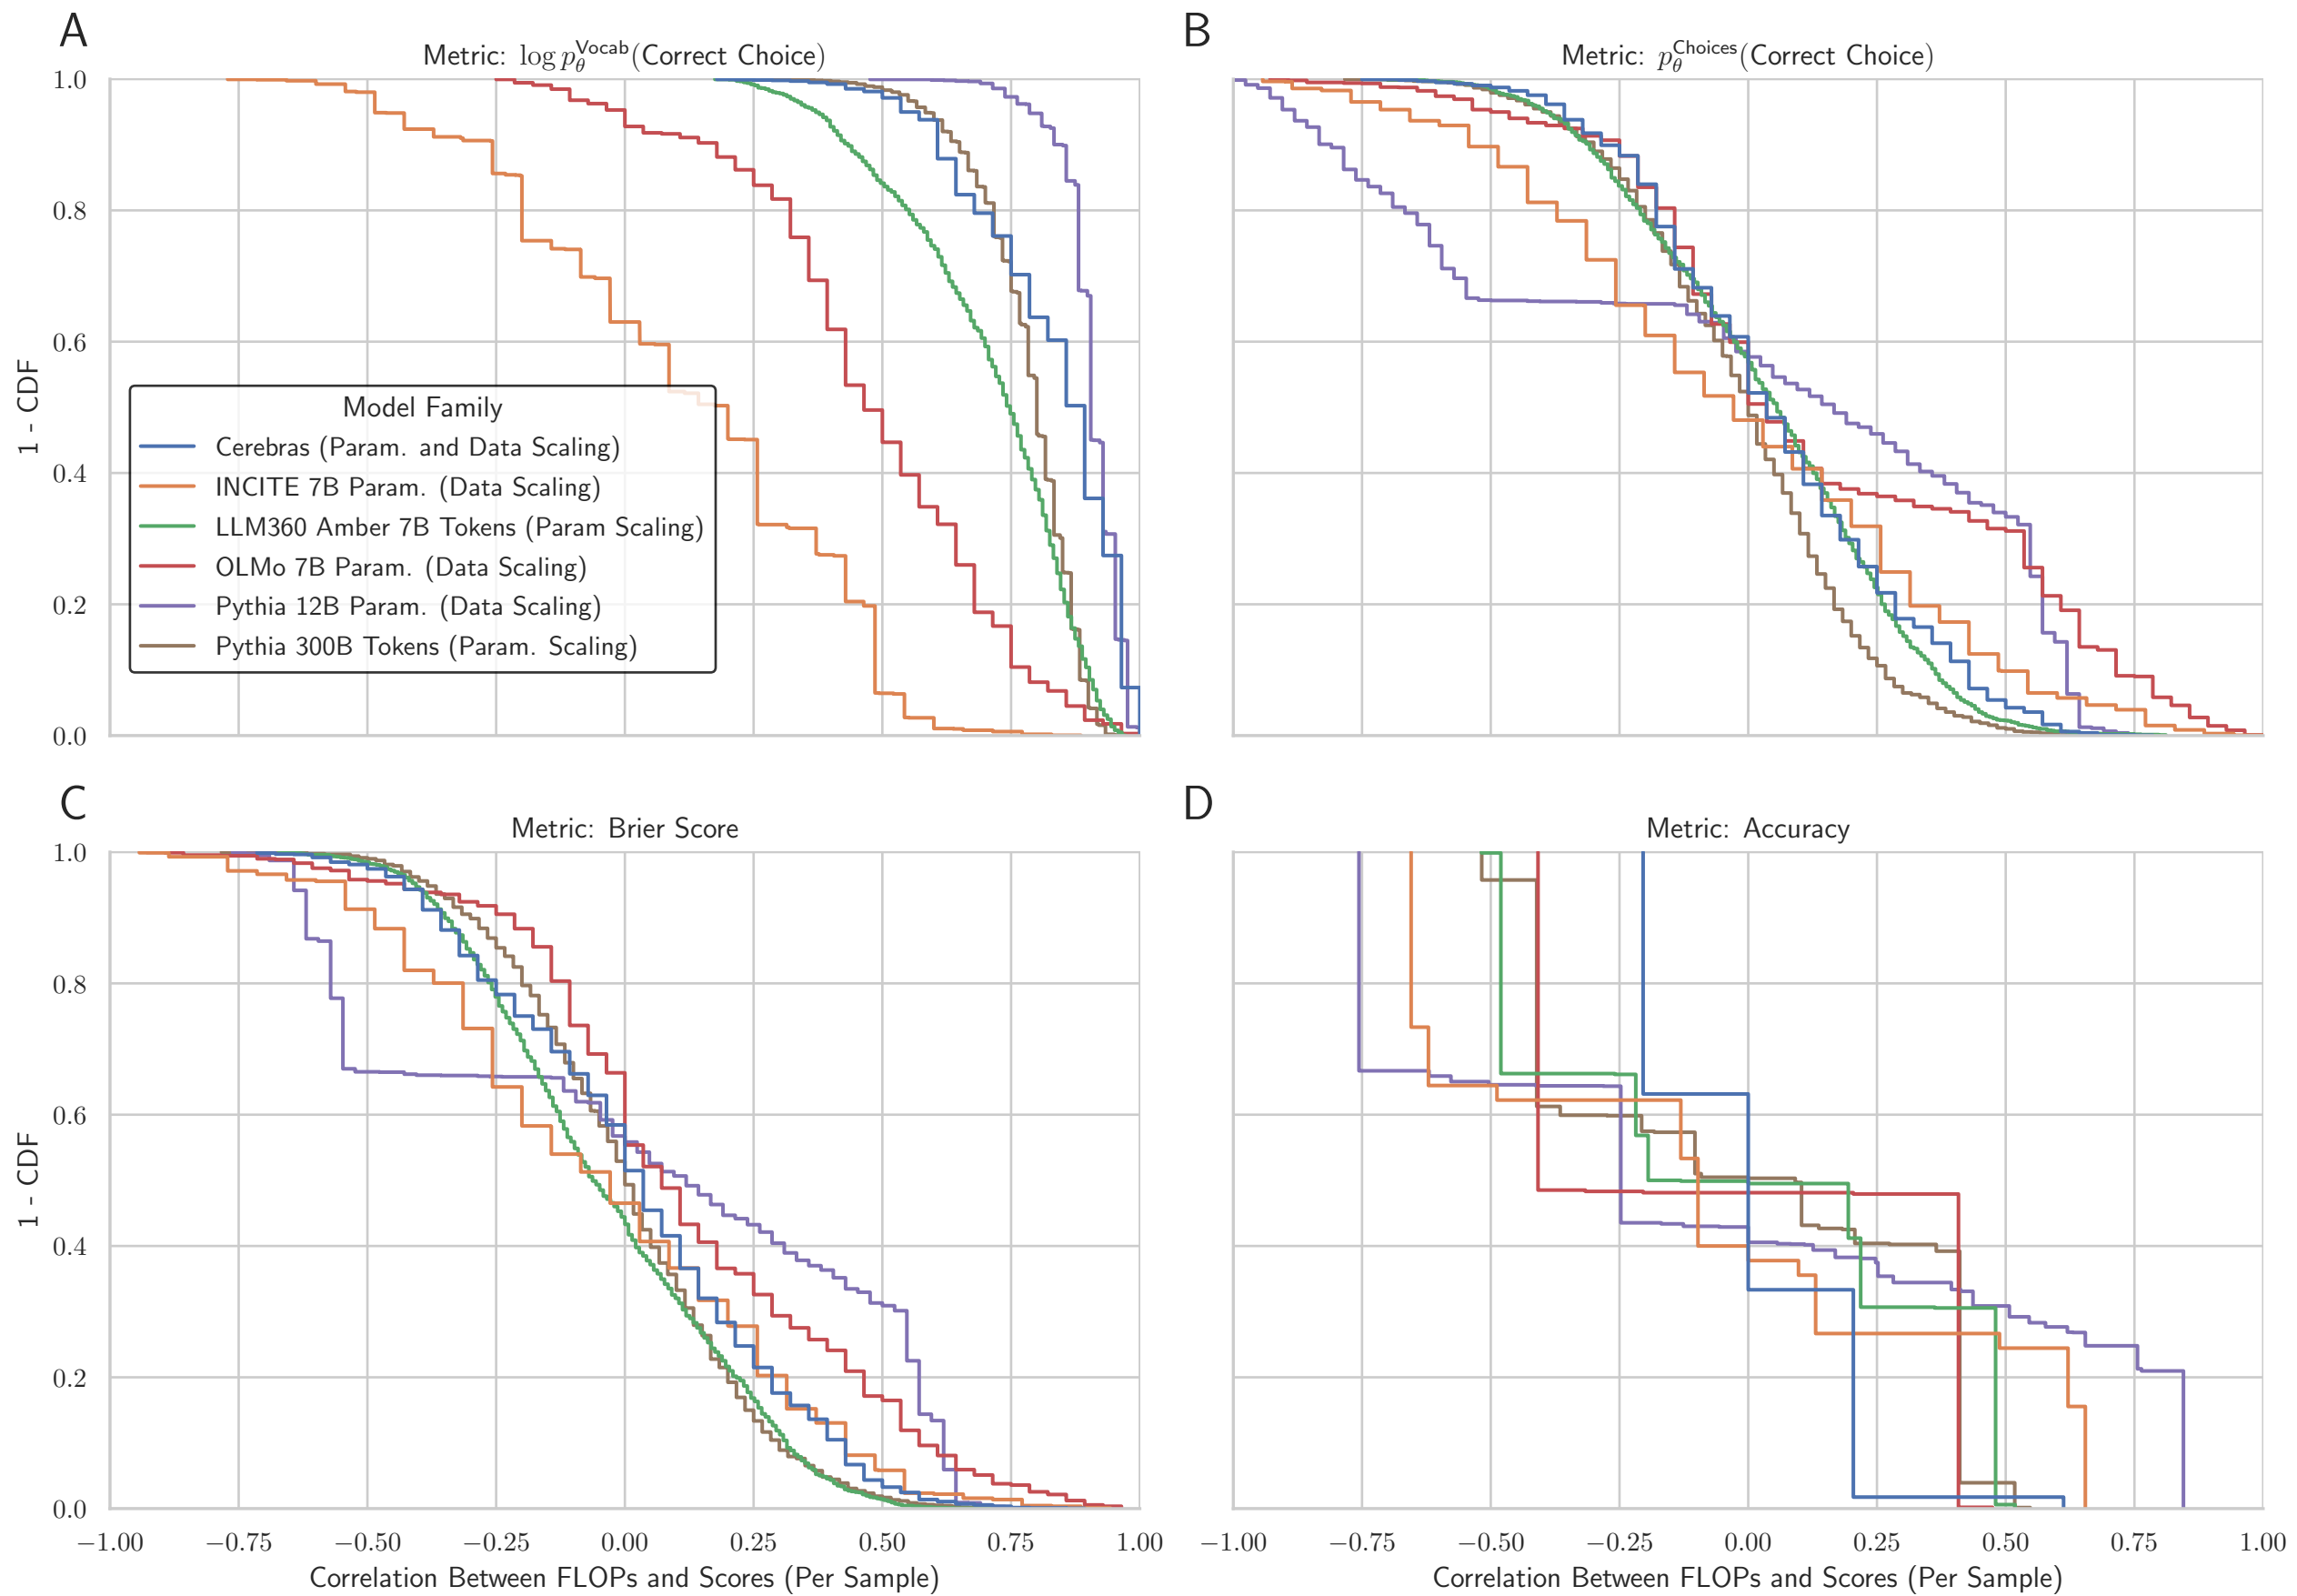 A
Metric: log p_θ^Vocab(Correct Choice)
B
Metric: p_θ^Choices(Correct Choice)
1.0
0.8
0.6
0.4
0.2
0.0
1 - CDF
Model Family
Cerebras (Param. and Data Scaling)
INCITE 7B Param. (Data Scaling)
LLM360 Amber 7B Tokens (Param Scaling)
OLMo 7B Param. (Data Scaling)
Pythia 12B Param. (Data Scaling)
Pythia 300B Tokens (Param. Scaling)
C
Metric: Brier Score
D
Metric: Accuracy
1.0
0.8
0.6
0.4
0.2
0.0
1 - CDF
−1.00 −0.75 −0.50 −0.25 0.00 0.25 0.50 0.75 1.00
Correlation Between FLOPs and Scores (Per Sample)
−1.00 −0.75 −0.50 −0.25 0.00 0.25 0.50 0.75 1.00
Correlation Between FLOPs and Scores (Per Sample)